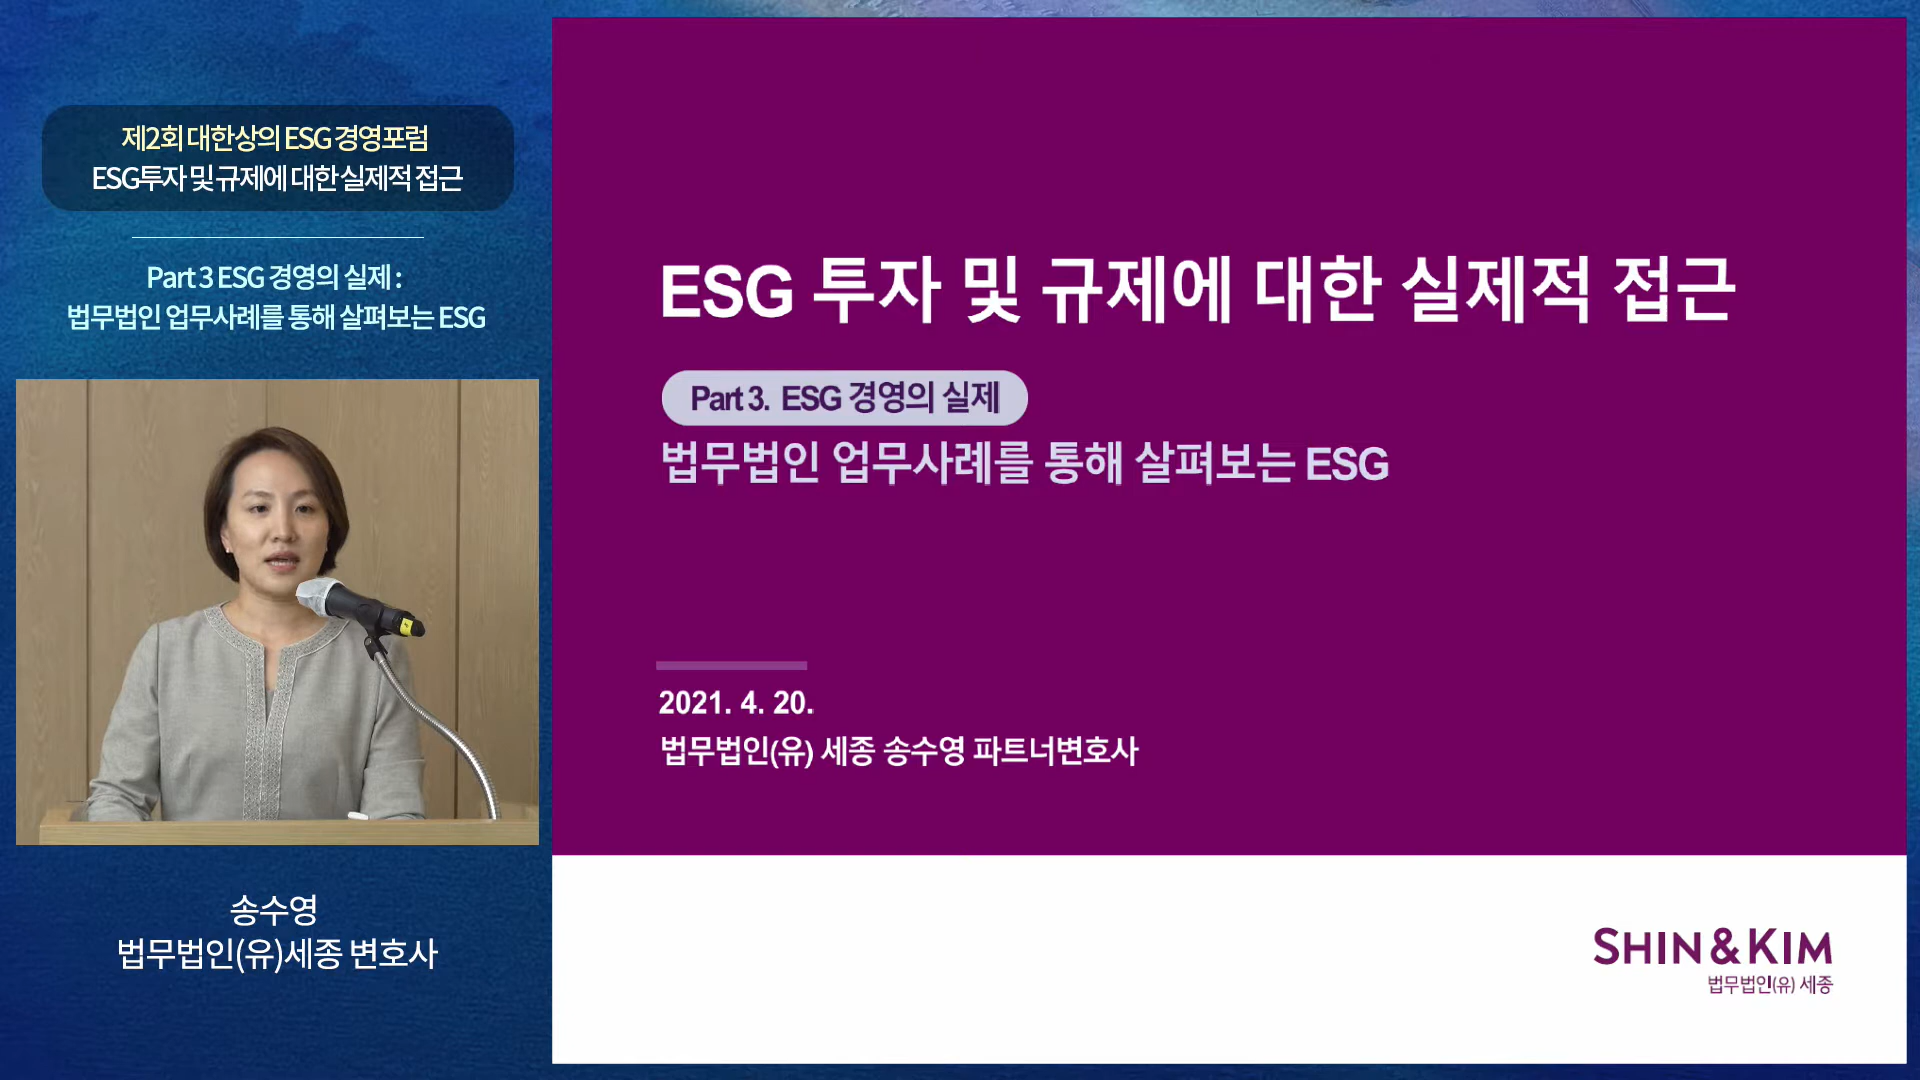 제2회 대한상의 ESG 경영포럼
ESG투자 및 규제에 대한 실제적 접근
Part 3 ESG 경영의 실제 :
법무법인 업무사례를 통해 살펴보는 ESG
송수영
법무법인(유)세종 변호사
ESG 투자 및 규제에 대한 실제적 접근
Part 3. ESG 경영의 실제
법무법인 업무사례를 통해 살펴보는 ESG
2021. 4. 20.
법무법인(유) 세종 송수영 파트너변호사
SHIN&KIM
법무법인(유) 세종